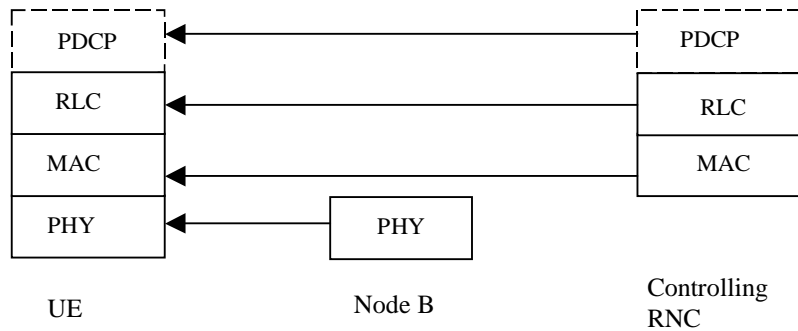 PDCP
PDCP
RLC
RLC
MAC
MAC
PHY
PHY
UE
Node B
Controlling
RNC